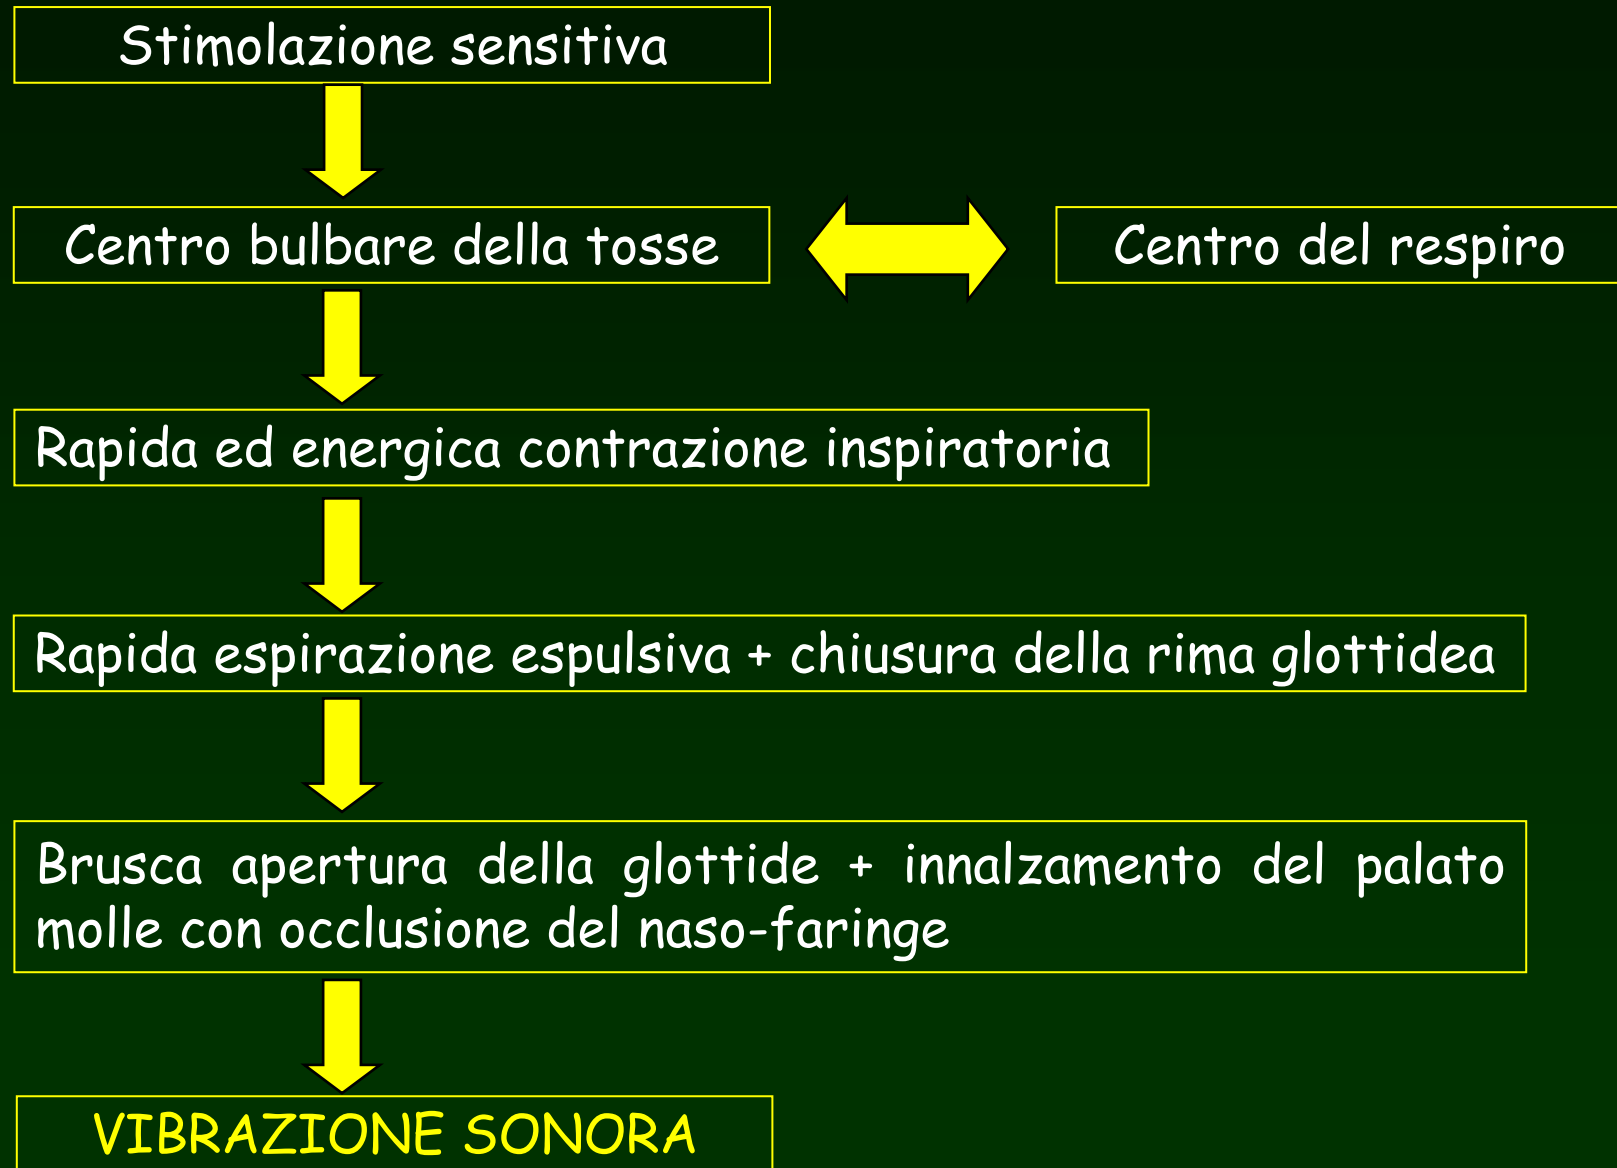 Stimolazione sensitiva
Centro bulbare della tosse
Centro del respiro
Rapida ed energica contrazione inspiratoria
Rapida espirazione espulsiva + chiusura della rima glottidea
Brusca apertura della glottide + innalzamento del palato
molle con occlusione del naso-faringe
VIBRAZIONE SONORA